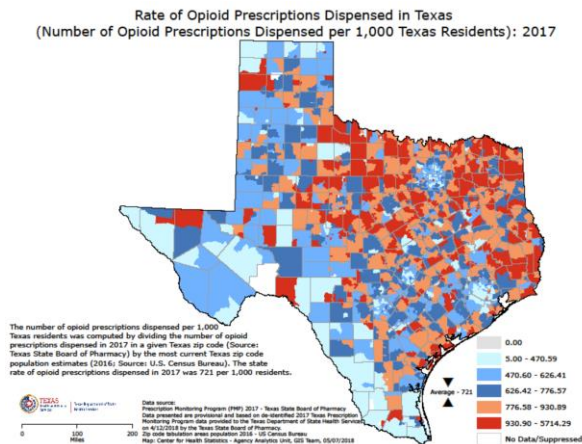 Rate of Opioid Prescriptions Dispensed in Texas
(Number of Opioid Prescriptions Dispensed per 1,000 Texas Residents): 2017
The number of opioid prescriptions dispensed per 1,000
Texas residents was computed by dividing the number of
opioid prescriptions dispensed in 2017 in a given Texas zip code (Source:
Texas State Board of Pharmacy) by the most current Texas zip code
population estimates (2016; Source: U.S. Census Bureau). The state
rate of opioid prescriptions dispensed in 2017 was 721 per 1,000 residents.
0.00
5.00 - 470.59
470.60 - 626.41
626.42 - 776.57
776.58 - 930.89
930.90 - 5714.29
No Data/Suppressed
Average - 721
TEXAS
Texas Department of State
Health Services
0
100
200
Miles
Data source:
Prescription Monitoring Program (PMP) 2017 - Texas State Board of Pharmacy
Data presented are provisional and based on de-identified 2017 Texas Prescription
Monitoring Program data provided to the Texas Department of State Health Services
on 4/12/2018 by the Texas State Board of Pharmacy.
Zip code tabulation areas population 2016 - US Census Bureau
Map: Center for Health Statistics - Agency Analytics Unit, GIS Team, 05/07/2018